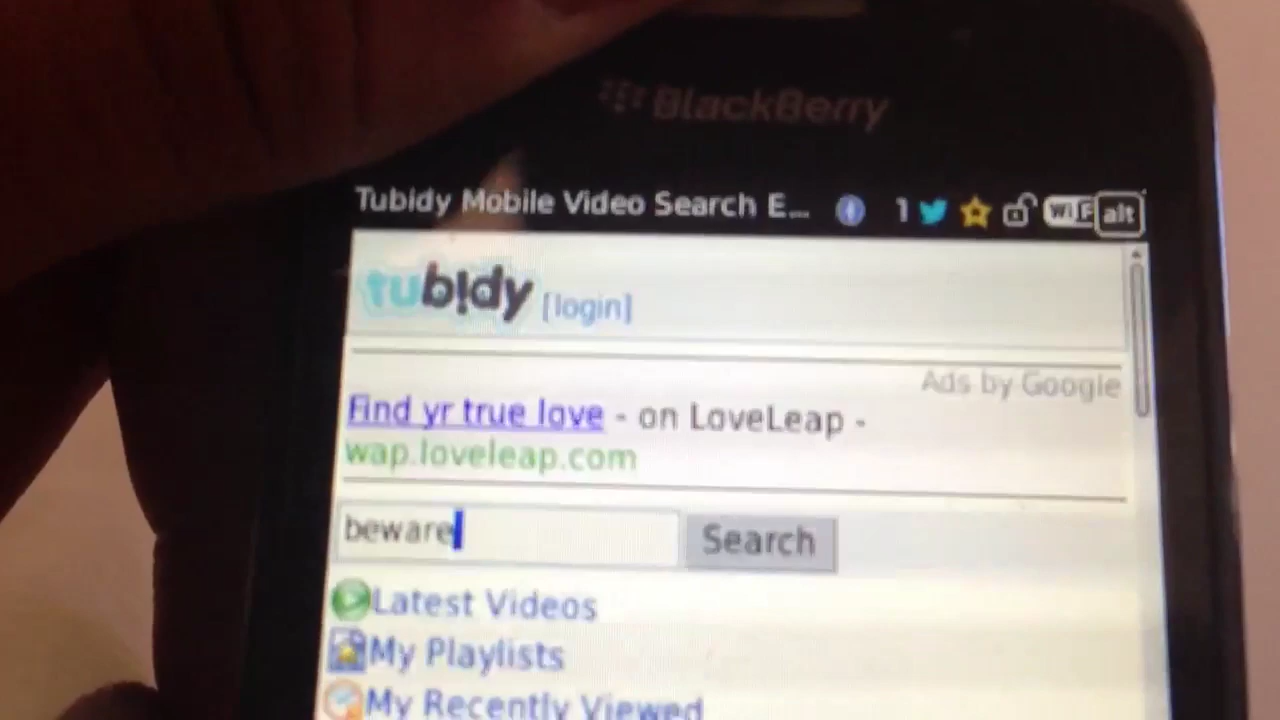 BlackBerry
Tubidy Mobile Video Search E... 1 WiF alt
tubidy [login]
Ads by Google
Find yr true love - on LoveLeap -
wap.loveleap.com
beware Search
Latest Videos
My Playlists
My Recently Viewed